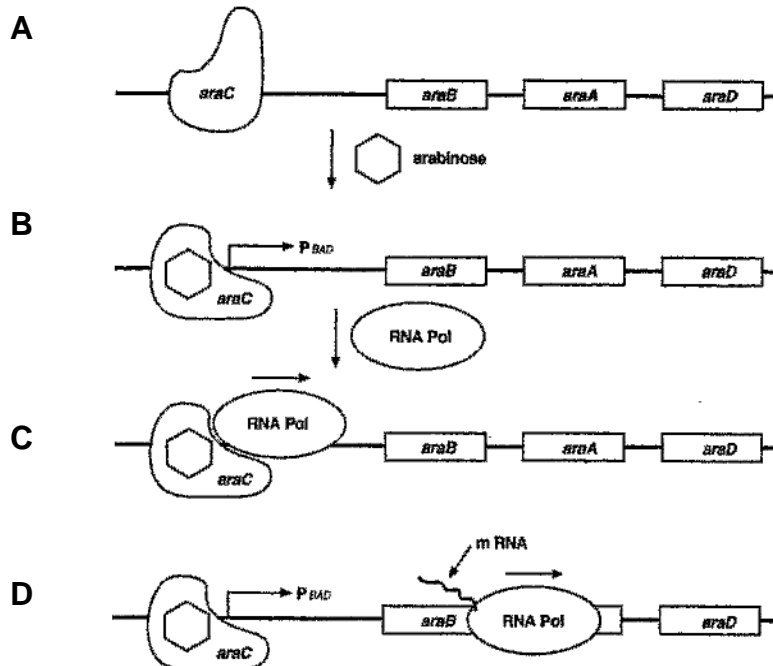 A
araC araB araA araD
arabinose
B
P BAD
araC araB araA araD
RNA Pol
C
RNA Pol
araC araB araA araD
m RNA
D
P BAD
araC araB RNA Pol araD